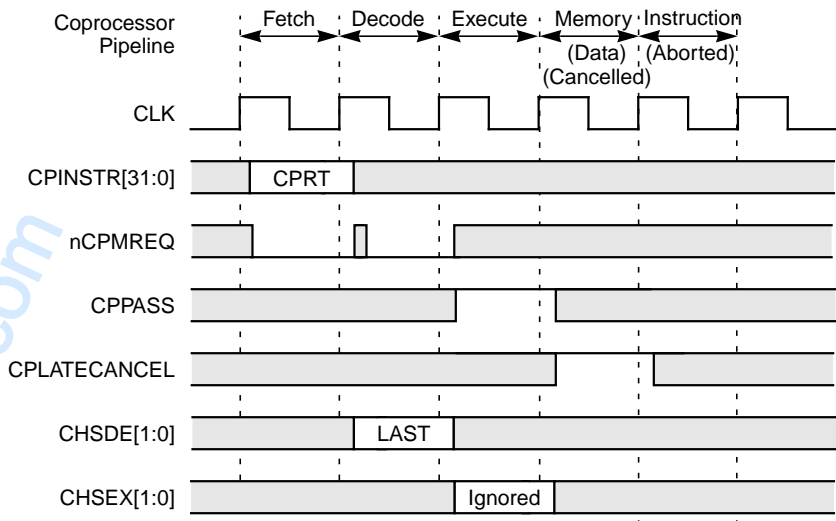 Coprocessor
Pipeline
Fetch
Decode
Execute
Memory
Instruction
(Data)
(Aborted)
(Cancelled)
CLK
CPINSTR[31:0]
CPRT
nCPMREQ
CPPASS
CPLATECANCEL
CHSDE[1:0]
LAST
CHSEX[1:0]
Ignored
com